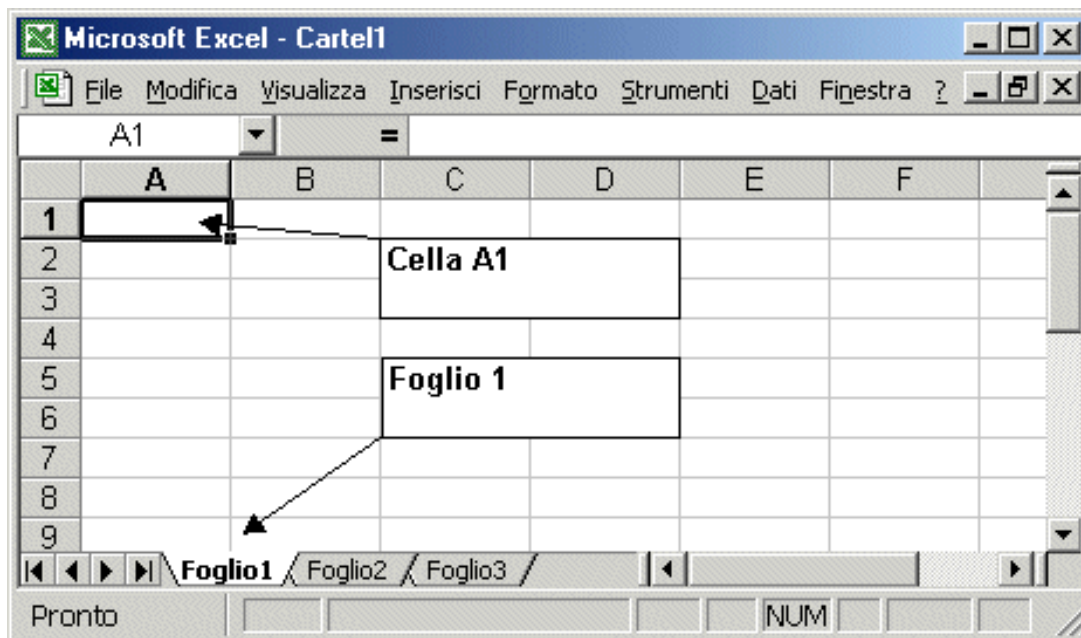 Microsoft Excel - Cartel1
File Modifica Visualizza Inserisci Formato Strumenti Dati Finestra ?
A1 =
A B C D E F
1
2 Cella A1
3
4
5 Foglio 1
6
7
8
9
Foglio1 Foglio2 Foglio3
Pronto NUM